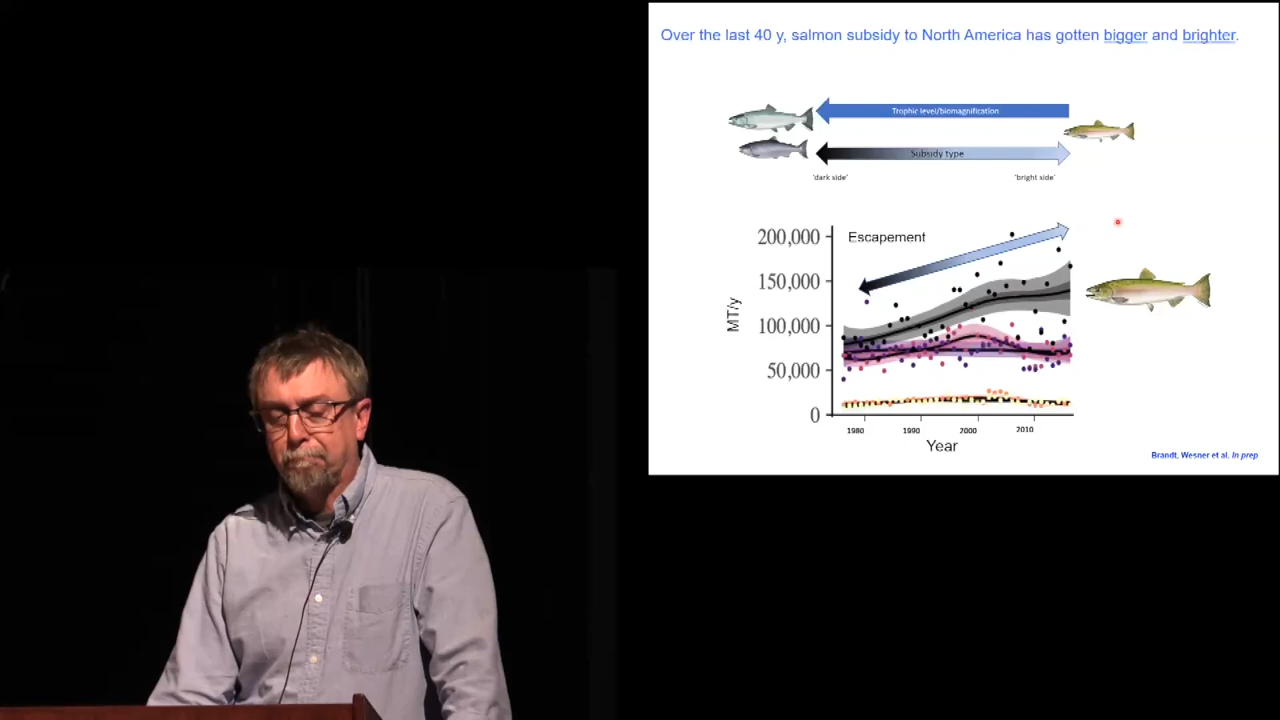 Over the last 40 y, salmon subsidy to North America has gotten bigger and brighter.
Trophic level/biomagnification
Subsidy type
'dark side'
'bright side'
Escapement
200,000
150,000
100,000
50,000
0
MT/y
1980
1990
2000
2010
Year
Brandt, Wesner et al. In prep